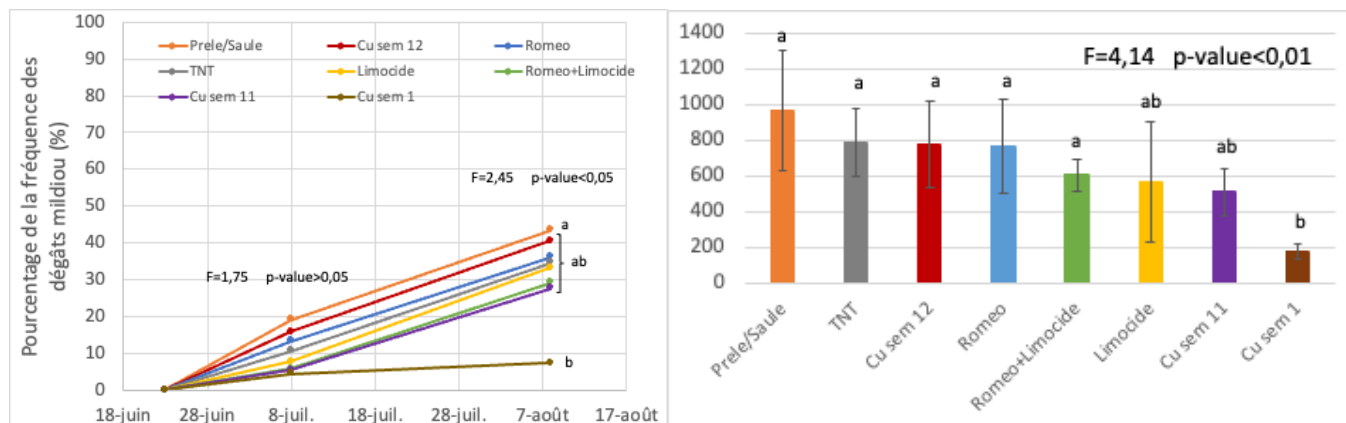 Pourcentage de la fréquence des
dégâts mildiou (%)
100
90
80
70
60
50
40
30
20
10
0
Prele/Saule
Cu sem 12
Romeo
TNT
Limocide
Romeo+Limocide
Cu sem 11
Cu sem 1
F=2,45 p-value<0,05
F=1,75 p-value>0,05
a
ab
b
18-juin 28-juin 8-juil. 18-juil. 28-juil. 7-août 17-août
1400
1200
1000
800
600
400
200
0
F=4,14 p-value<0,01
a
a
a
a
a
ab
ab
b
Prele/Saule
TNT
Cu sem 12
Romeo
Romeo+Limocide
Limocide
Cu sem 11
Cu sem 1